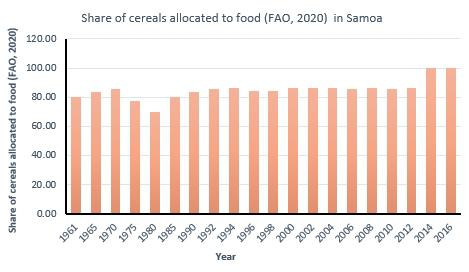 Share of cereals allocated to food (FAO, 2020)  in Samoa
Share of cereals allocated to food (FAO, 2020)
120.00
100.00
80.00
60.00
40.00
20.00
0.00
1961 1965 1970 1975 1980 1985 1990 1992 1994 1996 1998 2000 2002 2004 2006 2008 2010 2012 2014 2016
Year